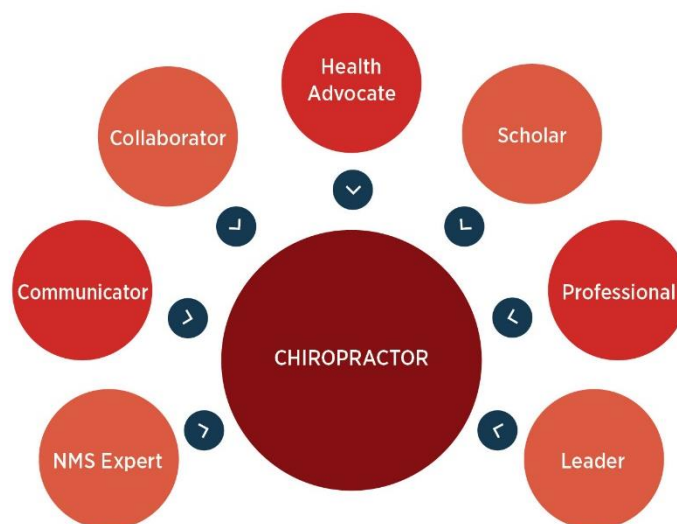 Health
Advocate
Collaborator
Scholar
Communicator
Professional
CHIROPRACTOR
NMS Expert
Leader